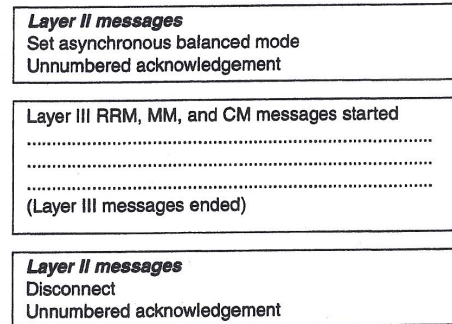 Layer II messages
Set asynchronous balanced mode
Unnumbered acknowledgement
Layer III RRM, MM, and CM messages started
................................................................................
................................................................................
................................................................................
(Layer III messages ended)
Layer II messages
Disconnect
Unnumbered acknowledgement